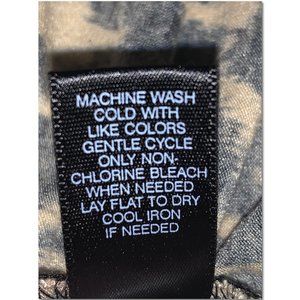 MACHINE WASH
COLD WITH
LIKE COLORS
GENTLE CYCLE
ONLY NON-
CHLORINE BLEACH
WHEN NEEDED
LAY FLAT TO DRY
COOL IRON
IF NEEDED